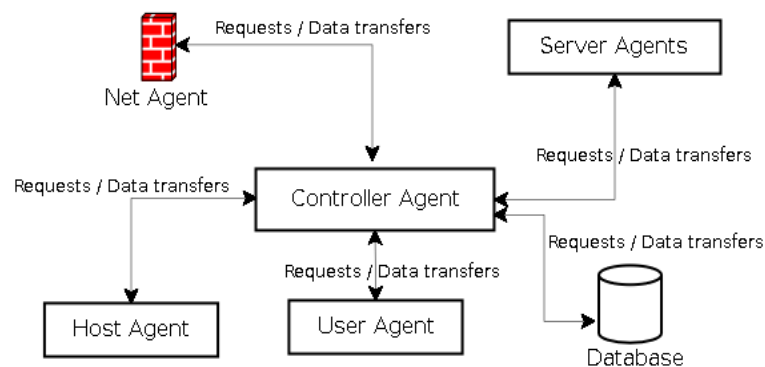 Requests / Data transfers
Server Agents
Net Agent
Requests / Data transfers
Requests / Data transfers
Controller Agent
Requests / Data transfers
Requests / Data transfers
Host Agent
User Agent
Database